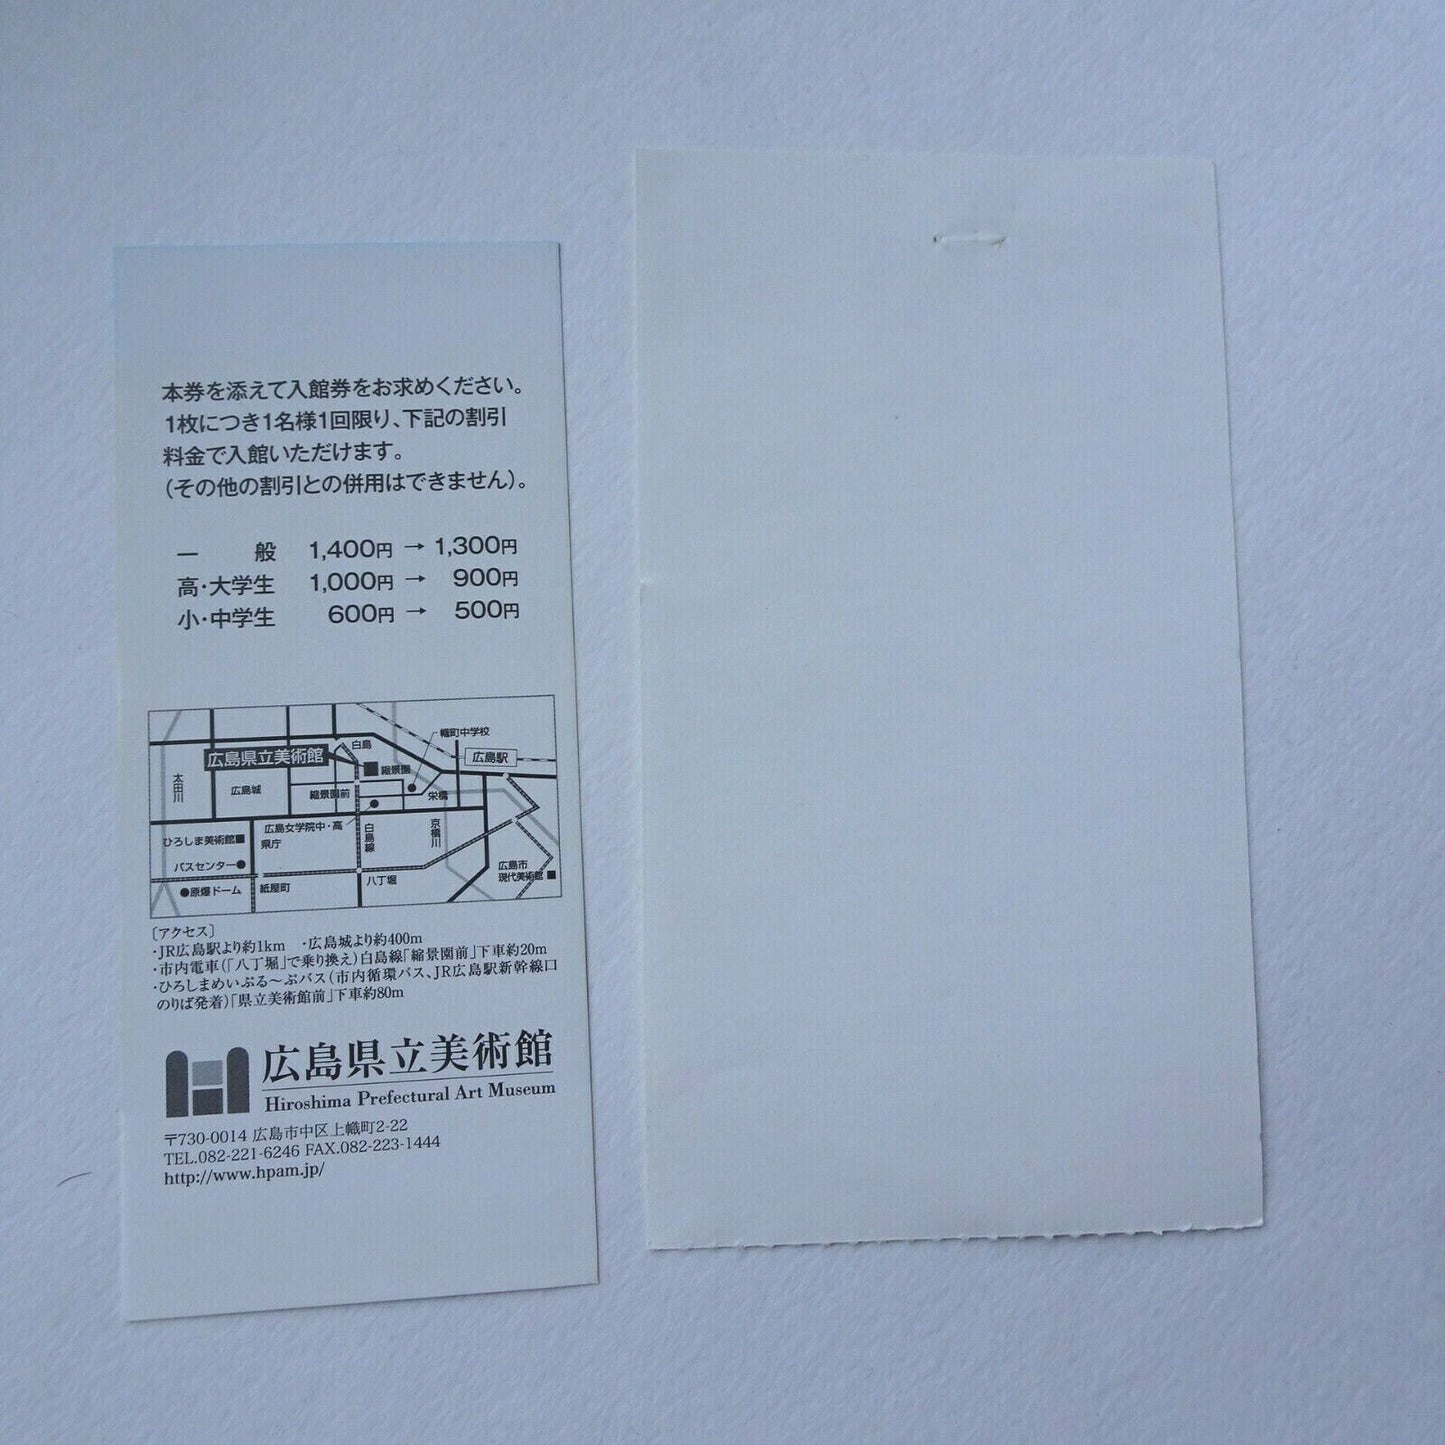 本券を添えて入館券をお求めください。
1枚につき1名様1回限り、下記の割引
料金で入館いただけます。
(その他の割引との併用はできません)。
一　般 1,400円 → 1,300円
高・大学生 1,000円 → 900円
小・中学生 600円 → 500円
幟町中学校
白島
広島県立美術館
広島駅
縮景園
太田川
広島城
縮景園前
栄橋
広島女学院中・高
白島線
京橋川
ひろしま美術館
県庁
バスセンター
広島市
現代美術館
原爆ドーム
紙屋町
八丁堀
〔アクセス〕
・JR広島駅より約1km ・広島城より約400m
・市内電車(「八丁堀」で乗り換え)白島線「縮景園前」下車約20m
・ひろしまめいぷる〜ぷバス(市内循環バス、JR広島駅新幹線口
のりば発着)「県立美術館前」下車約80m
広島県立美術館
Hiroshima Prefectural Art Museum
〒730-0014 広島市中区上幟町2-22
TEL.082-221-6246 FAX.082-223-1444
http://www.hpam.jp/